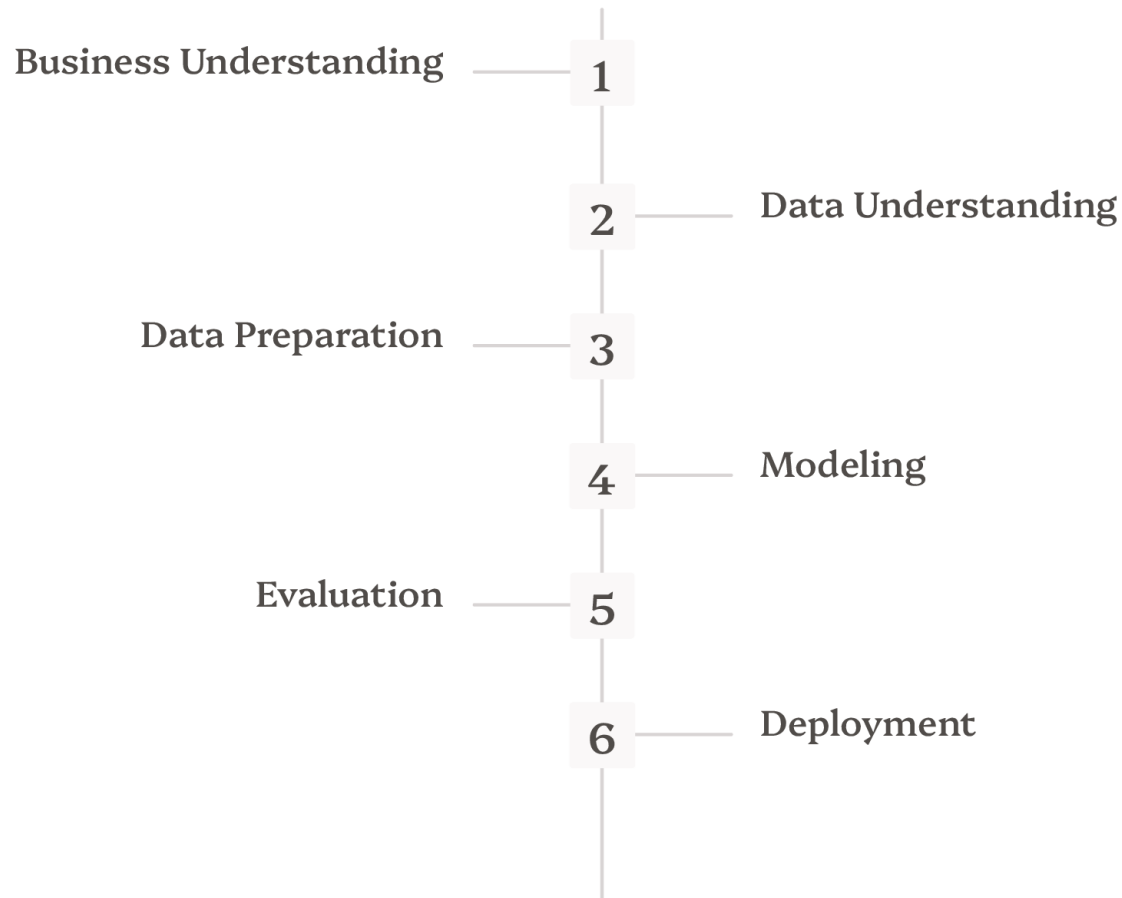 Business Understanding
1
2
Data Understanding
Data Preparation
3
4
Modeling
Evaluation
5
6
Deployment